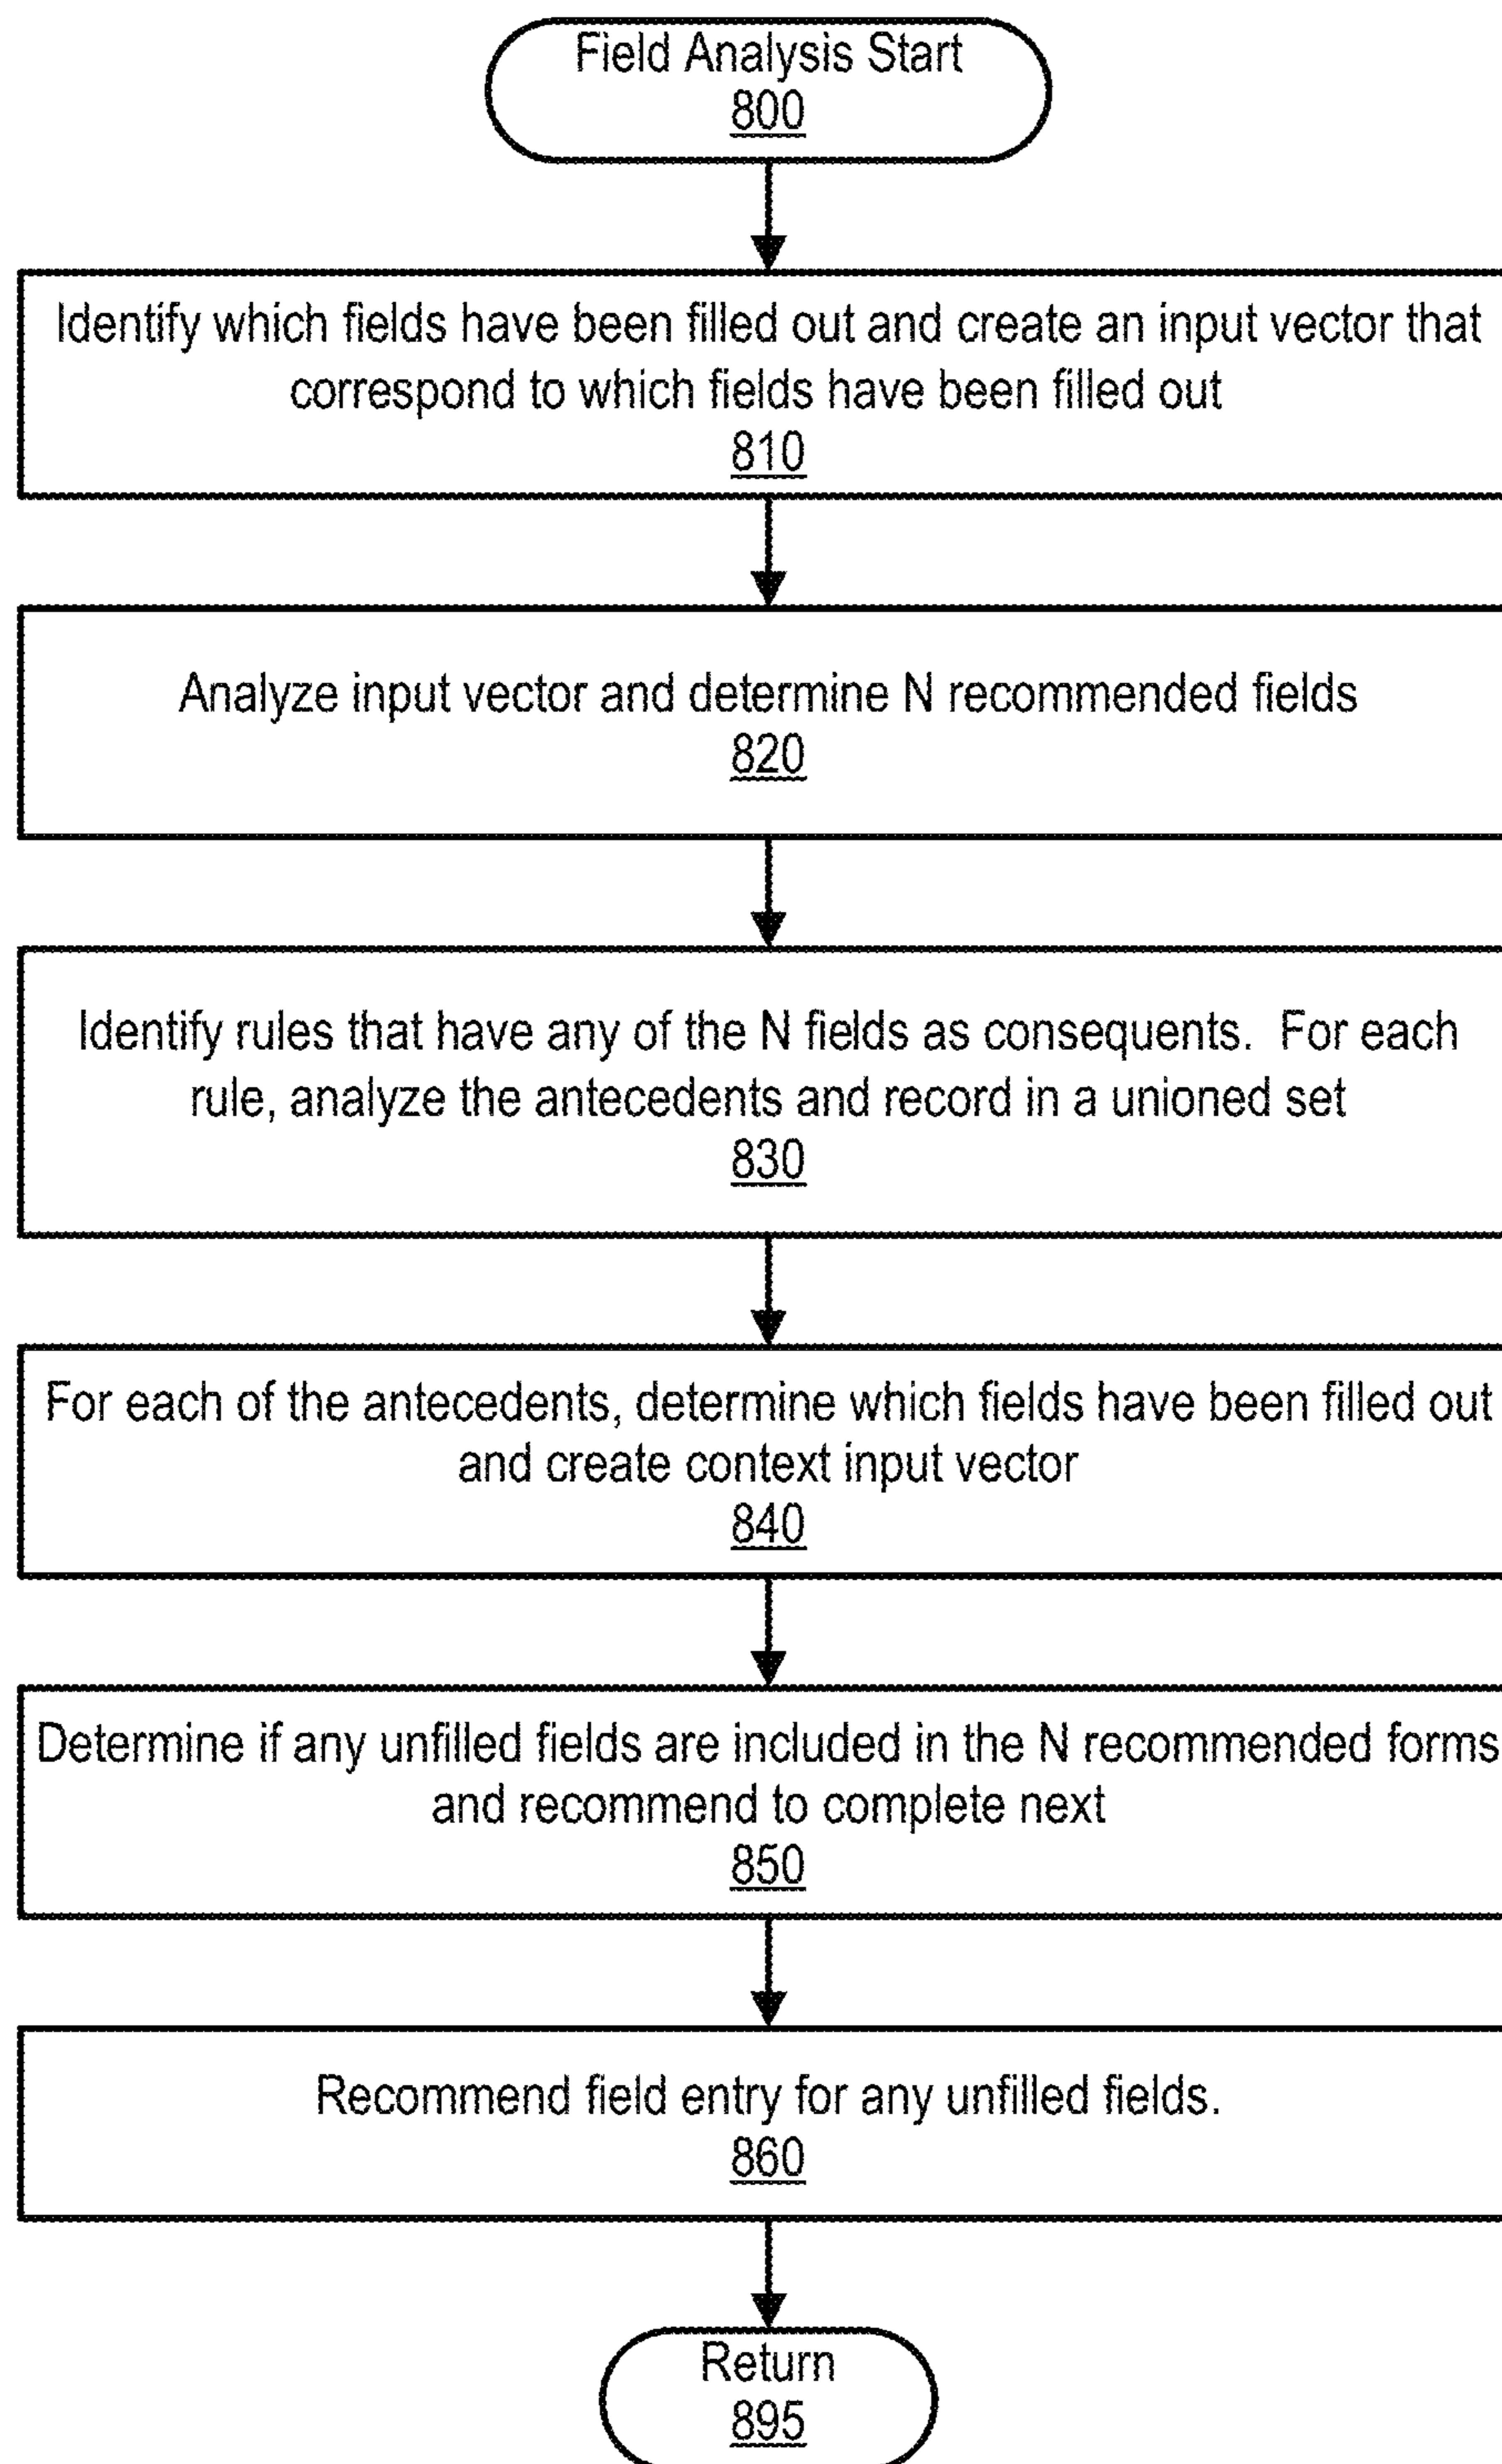 Field Analysis Start
800
Identify which fields have been filled out and create an input vector that
correspond to which fields have been filled out
810
Analyze input vector and determine N recommended fields
820
Identify rules that have any of the N fields as consequents.  For each
rule, analyze the antecedents and record in a unioned set
830
For each of the antecedents, determine which fields have been filled out
and create context input vector
840
Determine if any unfilled fields are included in the N recommended forms
and recommend to complete next
850
Recommend field entry for any unfilled fields.
860
Return
895